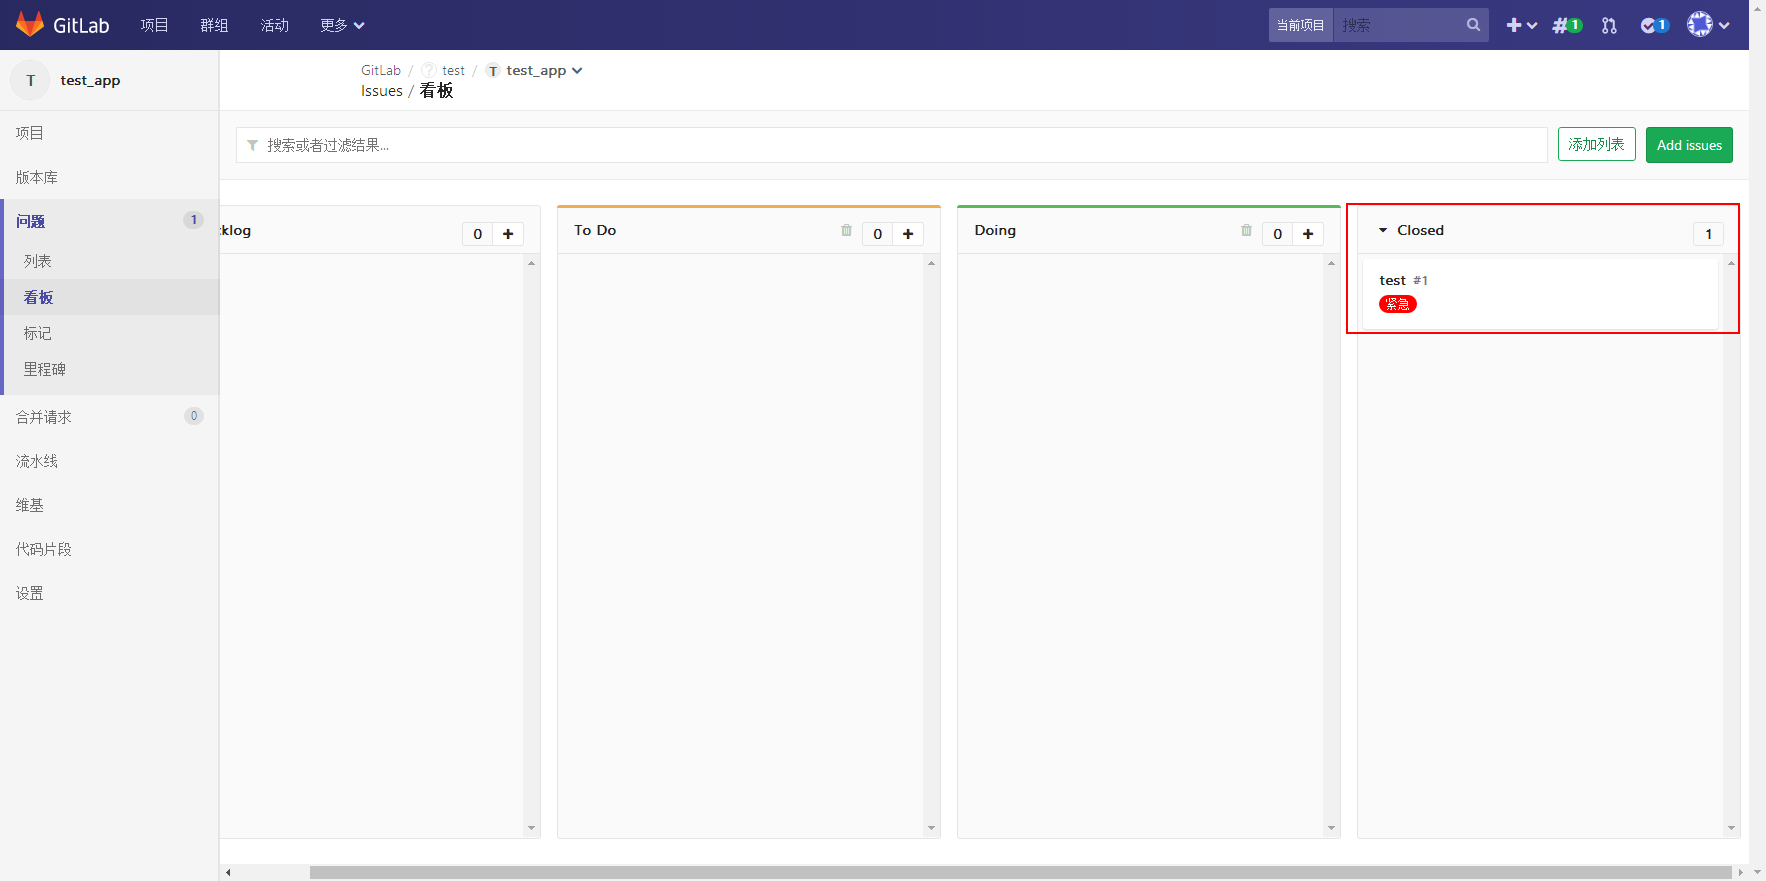 GitLab 项目 群组 活动 更多 当前项目 搜索 1 1
T test_app
GitLab / test / T test_app
Issues / 看板
项目
版本库
问题 1
列表
看板
标记
里程碑
合并请求 0
流水线
维基
代码片段
设置
搜索或者过滤结果... 添加列表 Add issues
klog 0 +
To Do 0 +
Doing 0 +
Closed 1
test #1
紧急